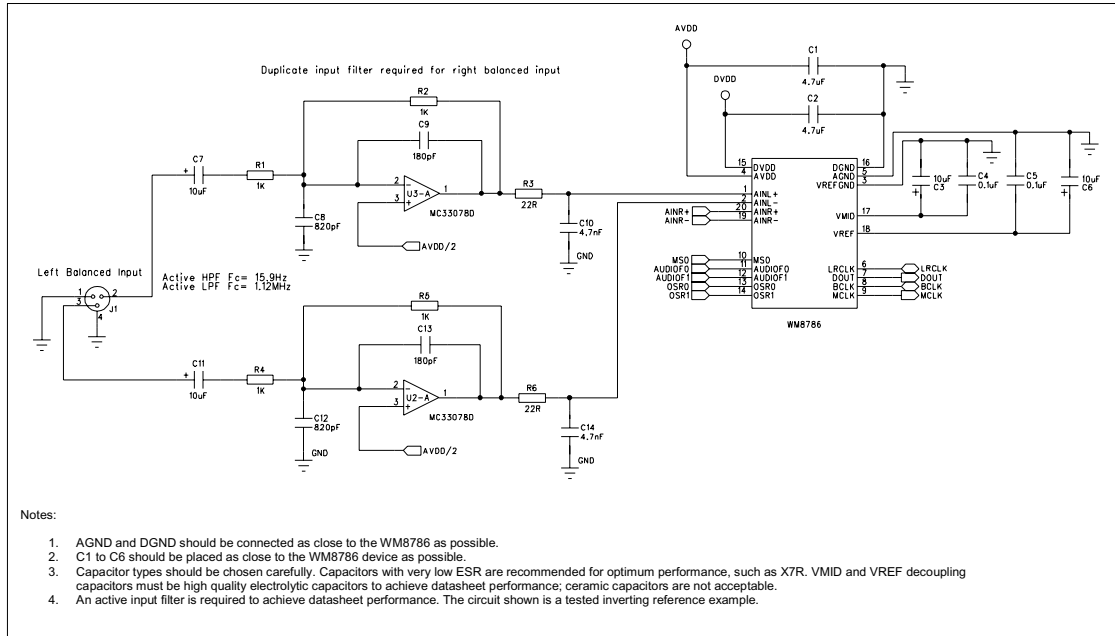 AVDD
C1
4.7uF
Duplicate input filter required for right balanced input
DVDD
C2
4.7uF
R2
1K
C9
180pF
C7
10uF
+
R1
1K
2 −
3 +
U3-A
1
MC33078D
C8
820pF
GND
AVDD/2
R3
22R
C10
4.7nF
GND
15 DVDD
4 AVDD
DGND 16
AGND 5
VREFGND 3
1 AINL+
2 AINL-
AINR+ 20 AINR+
AINR- 19 AINR-
VMID 17
VREF 18
10uF
C3
+
C4
0.1uF
C5
0.1uF
10uF
C6
+
MS0 10 MS0
AUDIOF0 11 AUDIOF0
AUDIOF1 12 AUDIOF1
OSR0 13 OSR0
OSR1 14 OSR1
LRCLK 6 LRCLK
DOUT 7 DOUT
BCLK 8 BCLK
MCLK 9 MCLK
WM8786
Left Balanced Input
Active HPF Fc= 15.9Hz
Active LPF Fc= 1.12MHz
1
2
3
4
J1
R5
1K
C13
180pF
C11
10uF
+
R4
1K
2 −
3 +
U2-A
1
MC33078D
C12
820pF
GND
AVDD/2
R6
22R
C14
4.7nF
GND
Notes:
1. AGND and DGND should be connected as close to the WM8786 as possible.
2. C1 to C6 should be placed as close to the WM8786 device as possible.
3. Capacitor types should be chosen carefully. Capacitors with very low ESR are recommended for optimum performance, such as X7R. VMID and VREF decoupling
capacitors must be high quality electrolytic capacitors to achieve datasheet performance; ceramic capacitors are not acceptable.
4. An active input filter is required to achieve datasheet performance. The circuit shown is a tested inverting reference example.